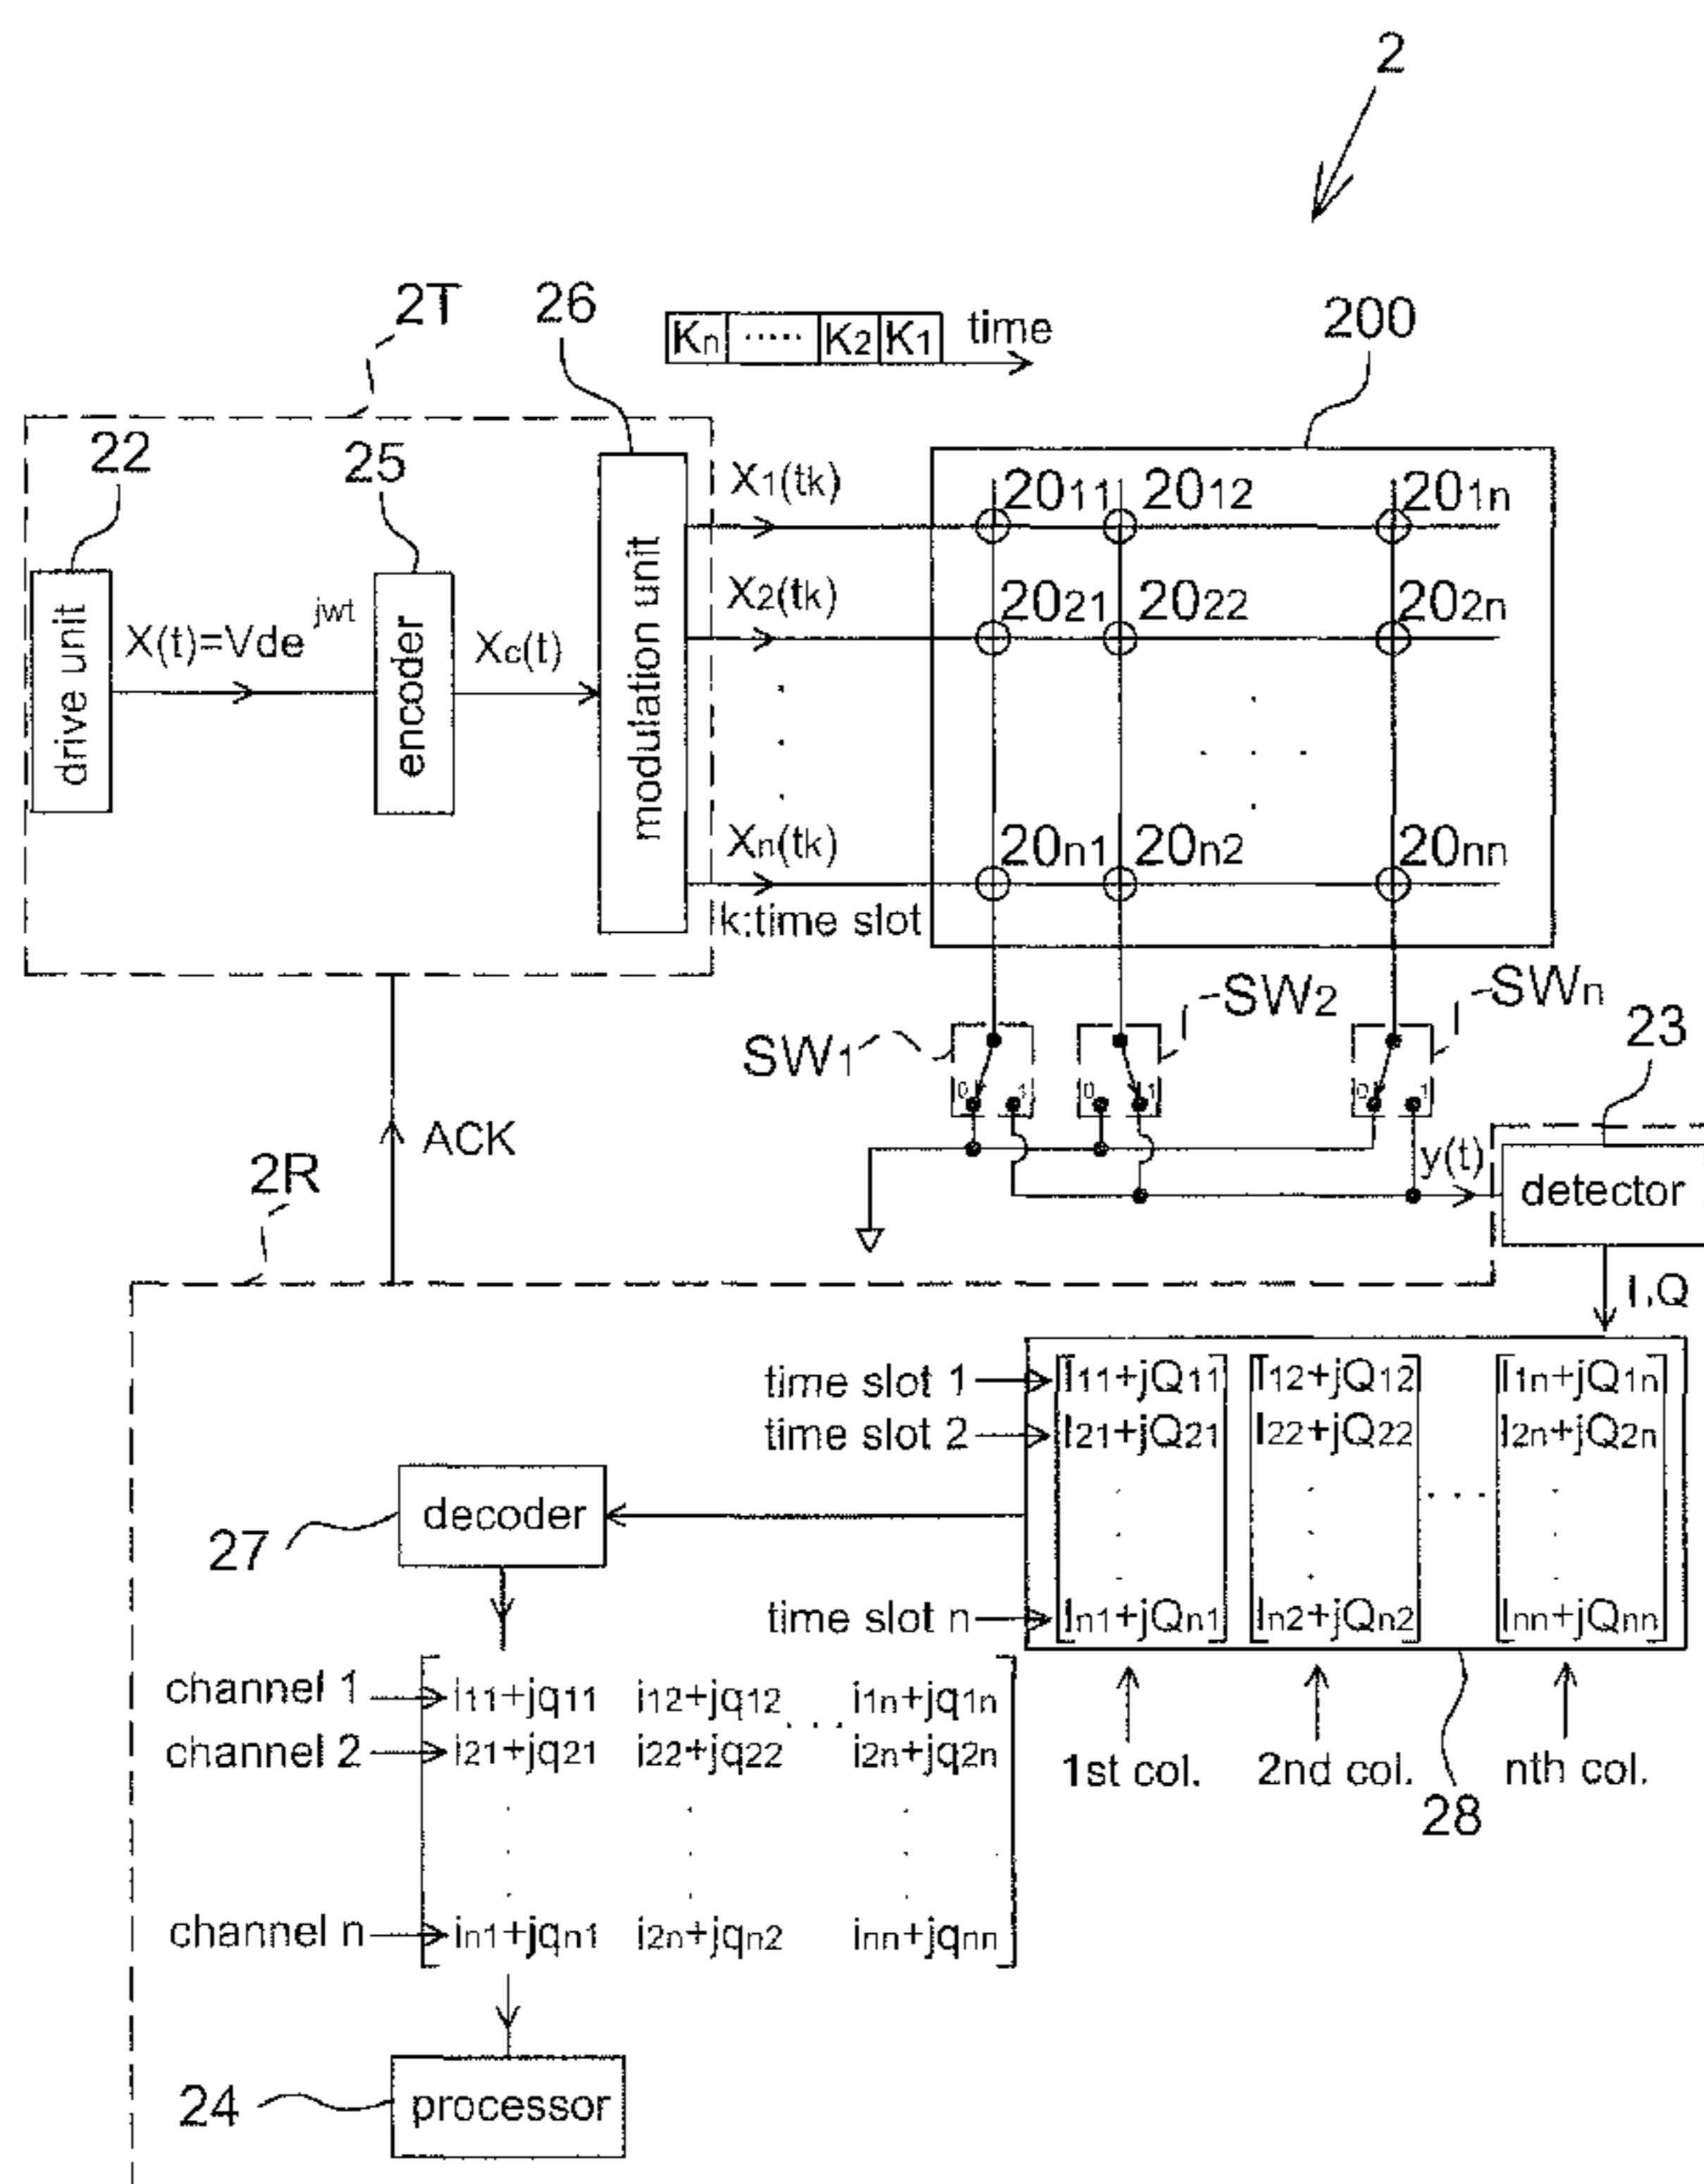 2
2T
26
Kn ..... K2 K1 time
200
22
25
X1(tk)
2011 2012 201n
drive unit
X(t)=Vde jwt
encoder
Xc(t)
modulation unit
X2(tk)
2021 2022 202n
Xn(tk)
20n1 20n2 20nn
k:time slot
SW1
SW2
SWn
0 1
0 1
0 1
23
ACK
2R
y(t)
detector
I,Q
time slot 1
I11+jQ11 I12+jQ12 I1n+jQ1n
time slot 2
I21+jQ21 I22+jQ22 I2n+jQ2n
decoder
27
time slot n
In1+jQn1 In2+jQn2 Inn+jQnn
channel 1
i11+jq11 i12+jq12 i1n+jq1n
channel 2
i21+jq21 i22+jq22 i2n+jq2n
1st col. 2nd col. nth col.
28
channel n
in1+jqn1 i2n+jqn2 inn+jqnn
24
processor